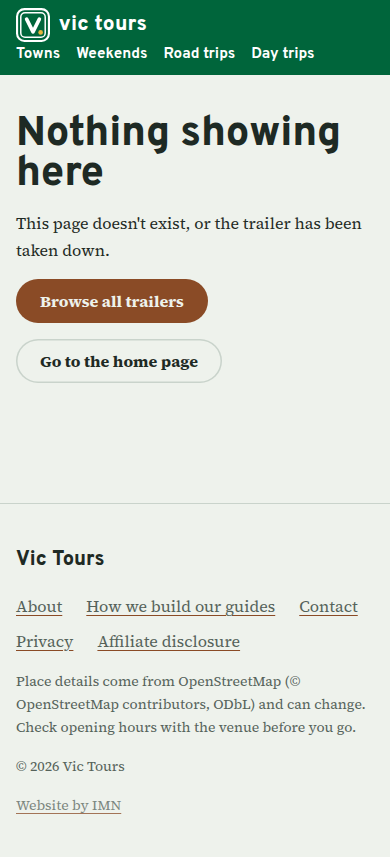 V.
vic tours
Towns Weekends Road trips Day trips
Nothing showing
here
This page doesn't exist, or the trailer has been
taken down.
Browse all trailers
Go to the home page
Vic Tours
About How we build our guides Contact
Privacy Affiliate disclosure
Place details come from OpenStreetMap (©
OpenStreetMap contributors, ODbL) and can change.
Check opening hours with the venue before you go.
© 2026 Vic Tours
Website by IMN